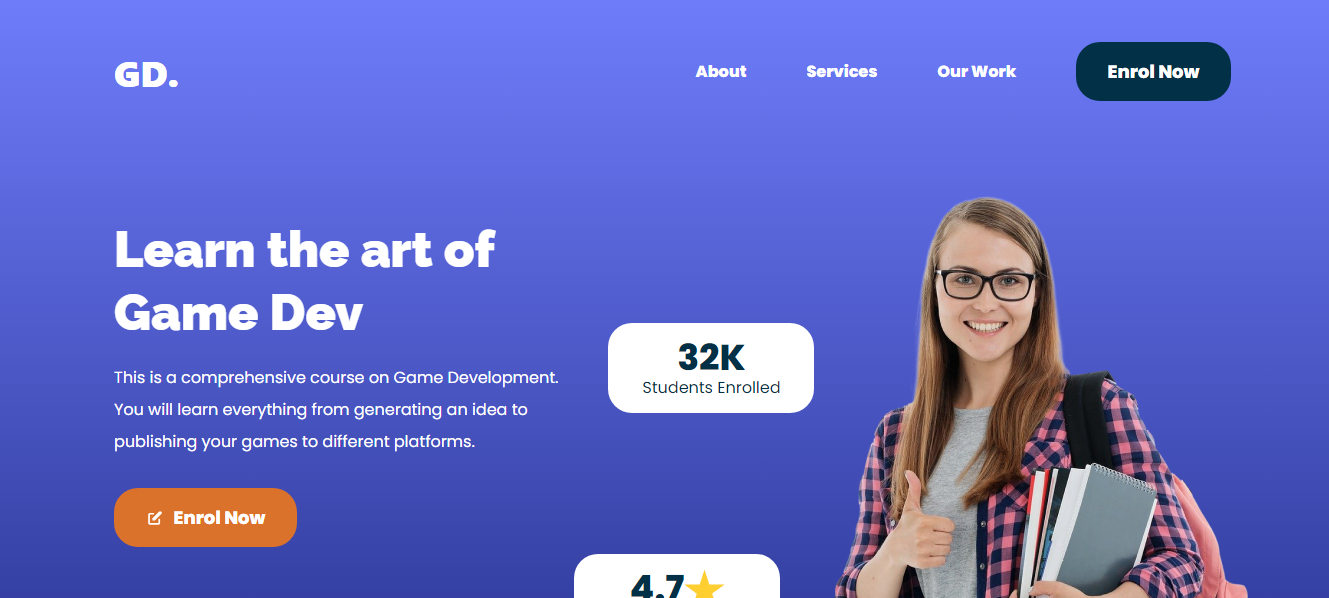 GD.
About
Services
Our Work
Enrol Now
Learn the art of
Game Dev
This is a comprehensive course on Game Development.
You will learn everything from generating an idea to
publishing your games to different platforms.
Enrol Now
32K
Students Enrolled
4.7